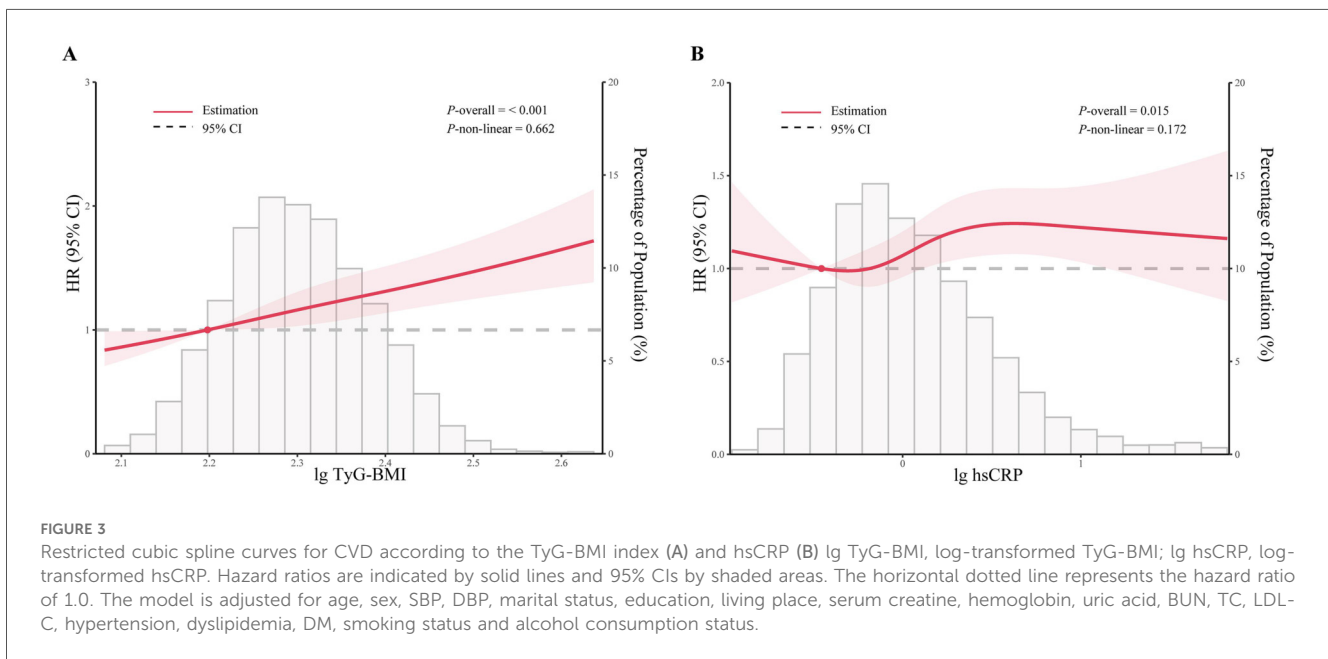 A
3
2
1
0
HR (95% CI)
Estimation
95% CI
P-overall = < 0.001
P-non-linear = 0.662
20
15
10
5
0
Percentage of Population (%)
2.1 2.2 2.3 2.4 2.5 2.6
lg TyG-BMI
B
2.0
1.5
1.0
0.5
0.0
HR (95% CI)
Estimation
95% CI
P-overall = 0.015
P-non-linear = 0.172
20
15
10
5
0
Percentage of Population (%)
0 1
lg hsCRP
FIGURE 3
Restricted cubic spline curves for CVD according to the TyG-BMI index (A) and hsCRP (B) lg TyG-BMI, log-transformed TyG-BMI; lg hsCRP, log-
transformed hsCRP. Hazard ratios are indicated by solid lines and 95% CIs by shaded areas. The horizontal dotted line represents the hazard ratio
of 1.0. The model is adjusted for age, sex, SBP, DBP, marital status, education, living place, serum creatine, hemoglobin, uric acid, BUN, TC, LDL-
C, hypertension, dyslipidemia, DM, smoking status and alcohol consumption status.